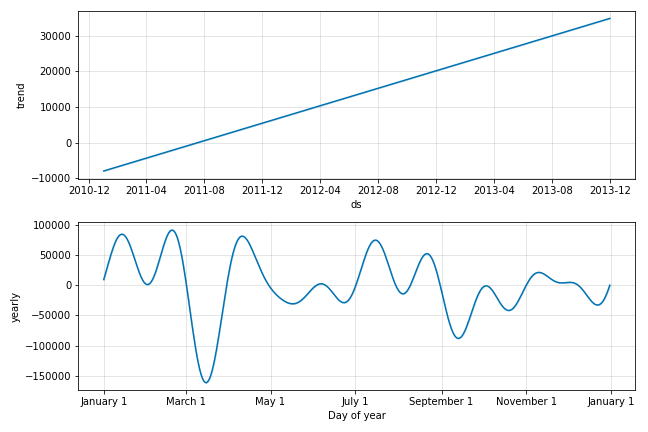 30000
20000
10000
0
−10000
trend
2010-12 2011-04 2011-08 2011-12 2012-04 2012-08 2012-12 2013-04 2013-08 2013-12
ds
100000
50000
0
−50000
−100000
−150000
yearly
January 1 March 1 May 1 July 1 September 1 November 1 January 1
Day of year